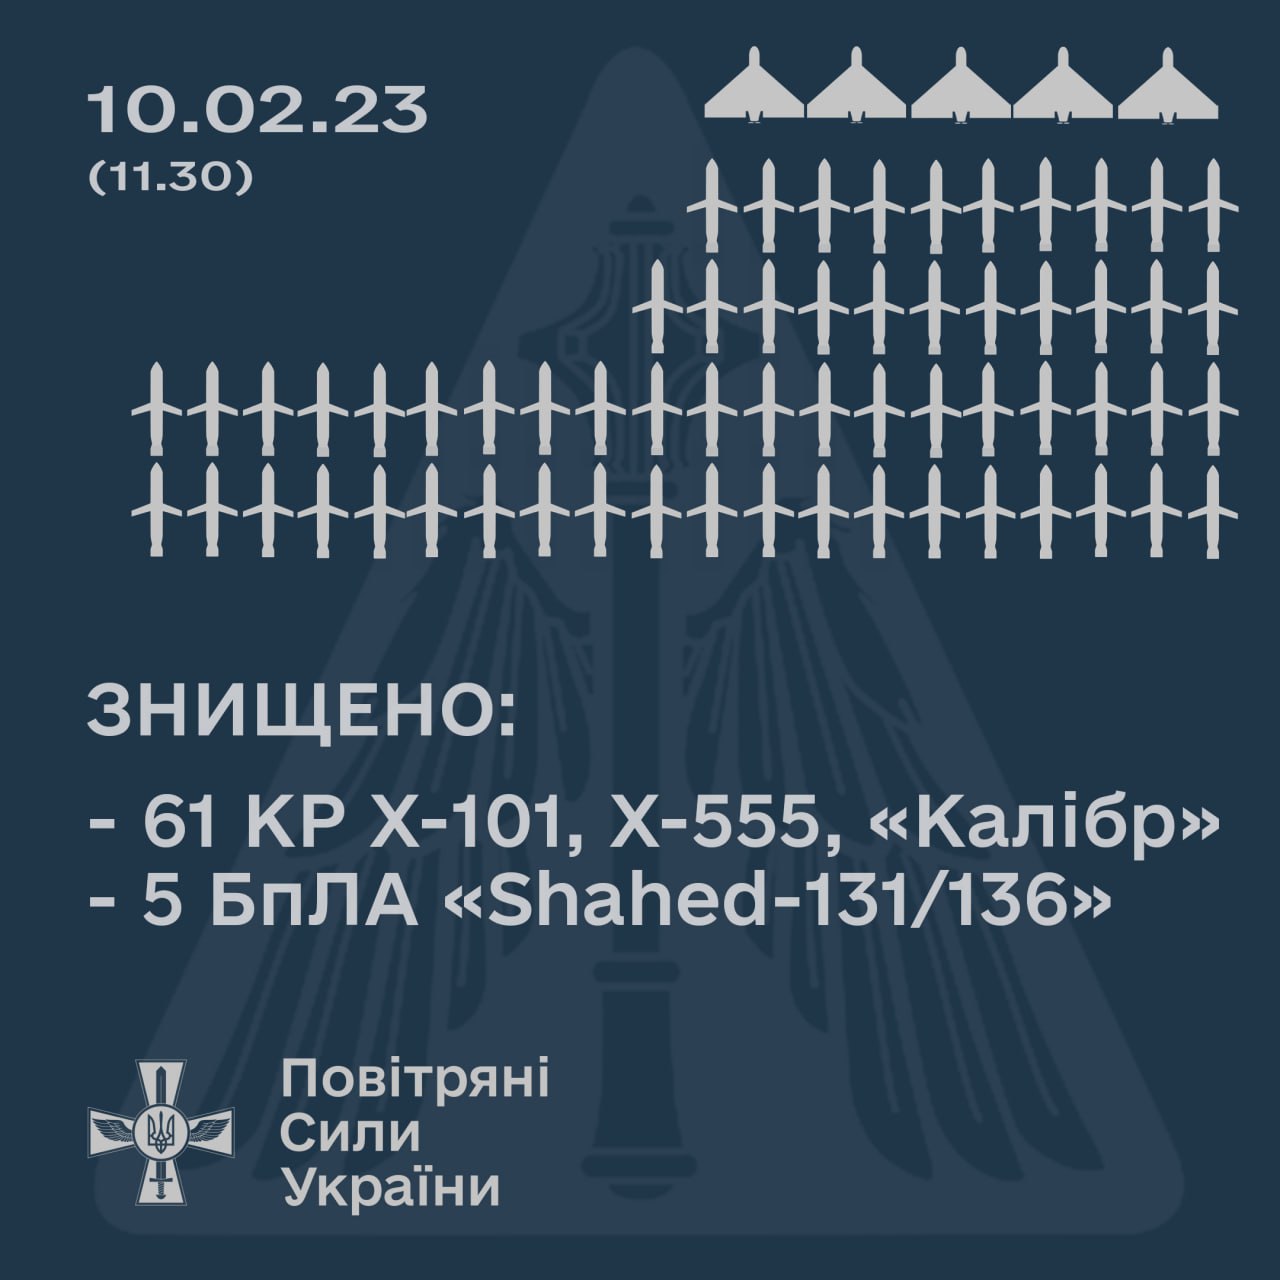 10.02.23
(11.30)
ЗНИЩЕНО:
- 61 КР Х-101, Х-555, «Калібр»
- 5 БпЛА «Shahed-131/136»
Повітряні
Сили
України